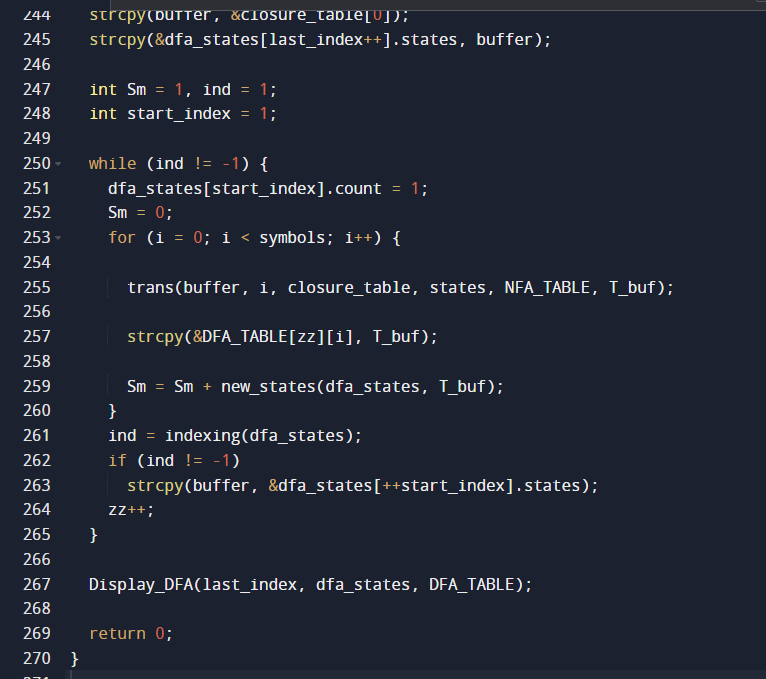 244 strcpy(buffer, &closure_table[0]);
245 strcpy(&dfa_states[last_index++].states, buffer);
246
247 int Sm = 1, ind = 1;
248 int start_index = 1;
249
250 while (ind != -1) {
251 dfa_states[start_index].count = 1;
252 Sm = 0;
253 for (i = 0; i < symbols; i++) {
254
255 trans(buffer, i, closure_table, states, NFA_TABLE, T_buf);
256
257 strcpy(&DFA_TABLE[zz][i], T_buf);
258
259 Sm = Sm + new_states(dfa_states, T_buf);
260 }
261 ind = indexing(dfa_states);
262 if (ind != -1)
263 strcpy(buffer, &dfa_states[++start_index].states);
264 zz++;
265 }
266
267 Display_DFA(last_index, dfa_states, DFA_TABLE);
268
269 return 0;
270 }
271